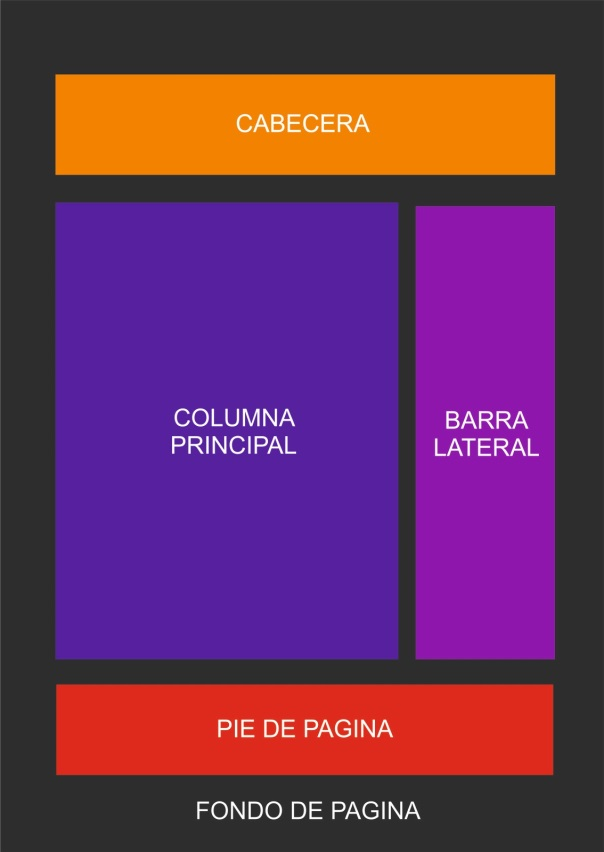 CABECERA
COLUMNA
PRINCIPAL
BARRA
LATERAL
PIE DE PAGINA
FONDO DE PAGINA